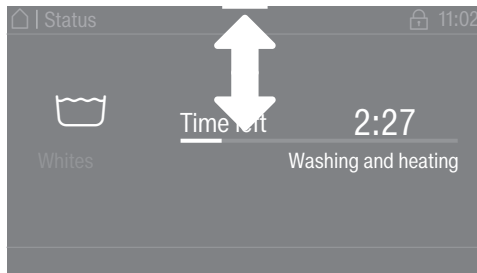 | Status 11:02
Time left 2:27
Whites Washing and heating